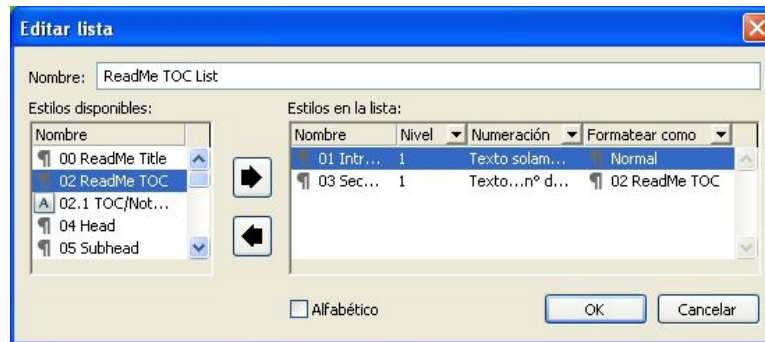 Editar lista
Nombre: ReadMe TOC List
Estilos disponibles:
Nombre
00 ReadMe Title
02 ReadMe TOC
02.1 TOC/Not...
04 Head
05 Subhead
Estilos en la lista:
Nombre Nivel Numeración Formatear como
01 Intr... 1 Texto solam... Normal
03 Sec... 1 Texto...nº d... 02 ReadMe TOC
Alfabético
OK Cancelar